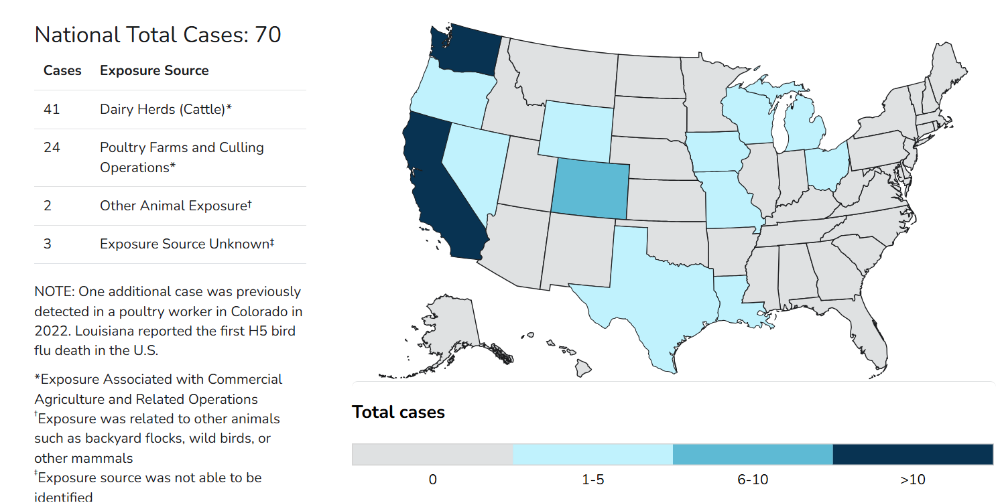 National Total Cases: 70
Cases Exposure Source
41 Dairy Herds (Cattle)*
24 Poultry Farms and Culling
Operations*
2 Other Animal Exposure†
3 Exposure Source Unknown‡
NOTE: One additional case was previously
detected in a poultry worker in Colorado in
2022. Louisiana reported the first H5 bird
flu death in the U.S.
*Exposure Associated with Commercial
Agriculture and Related Operations
†Exposure was related to other animals
such as backyard flocks, wild birds, or
other mammals
‡Exposure source was not able to be
identified
Total cases
0 1-5 6-10 >10